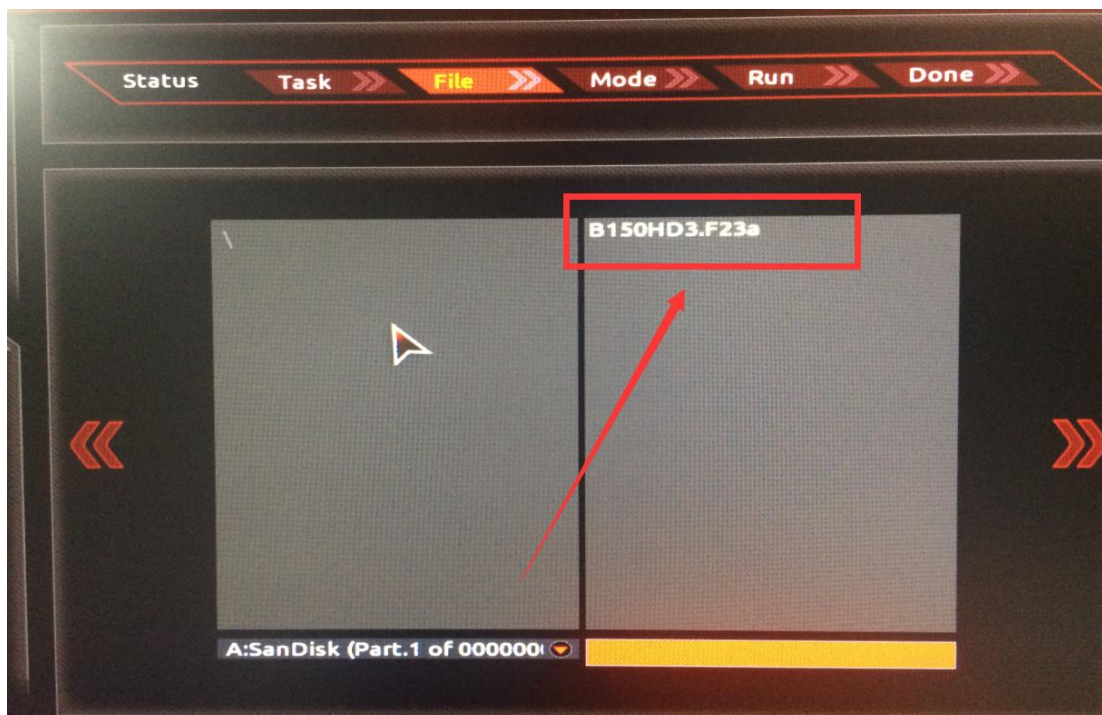 Status Task File Mode Run Done
\
B150HD3.F23a
A:SanDisk (Part.1 of 000000